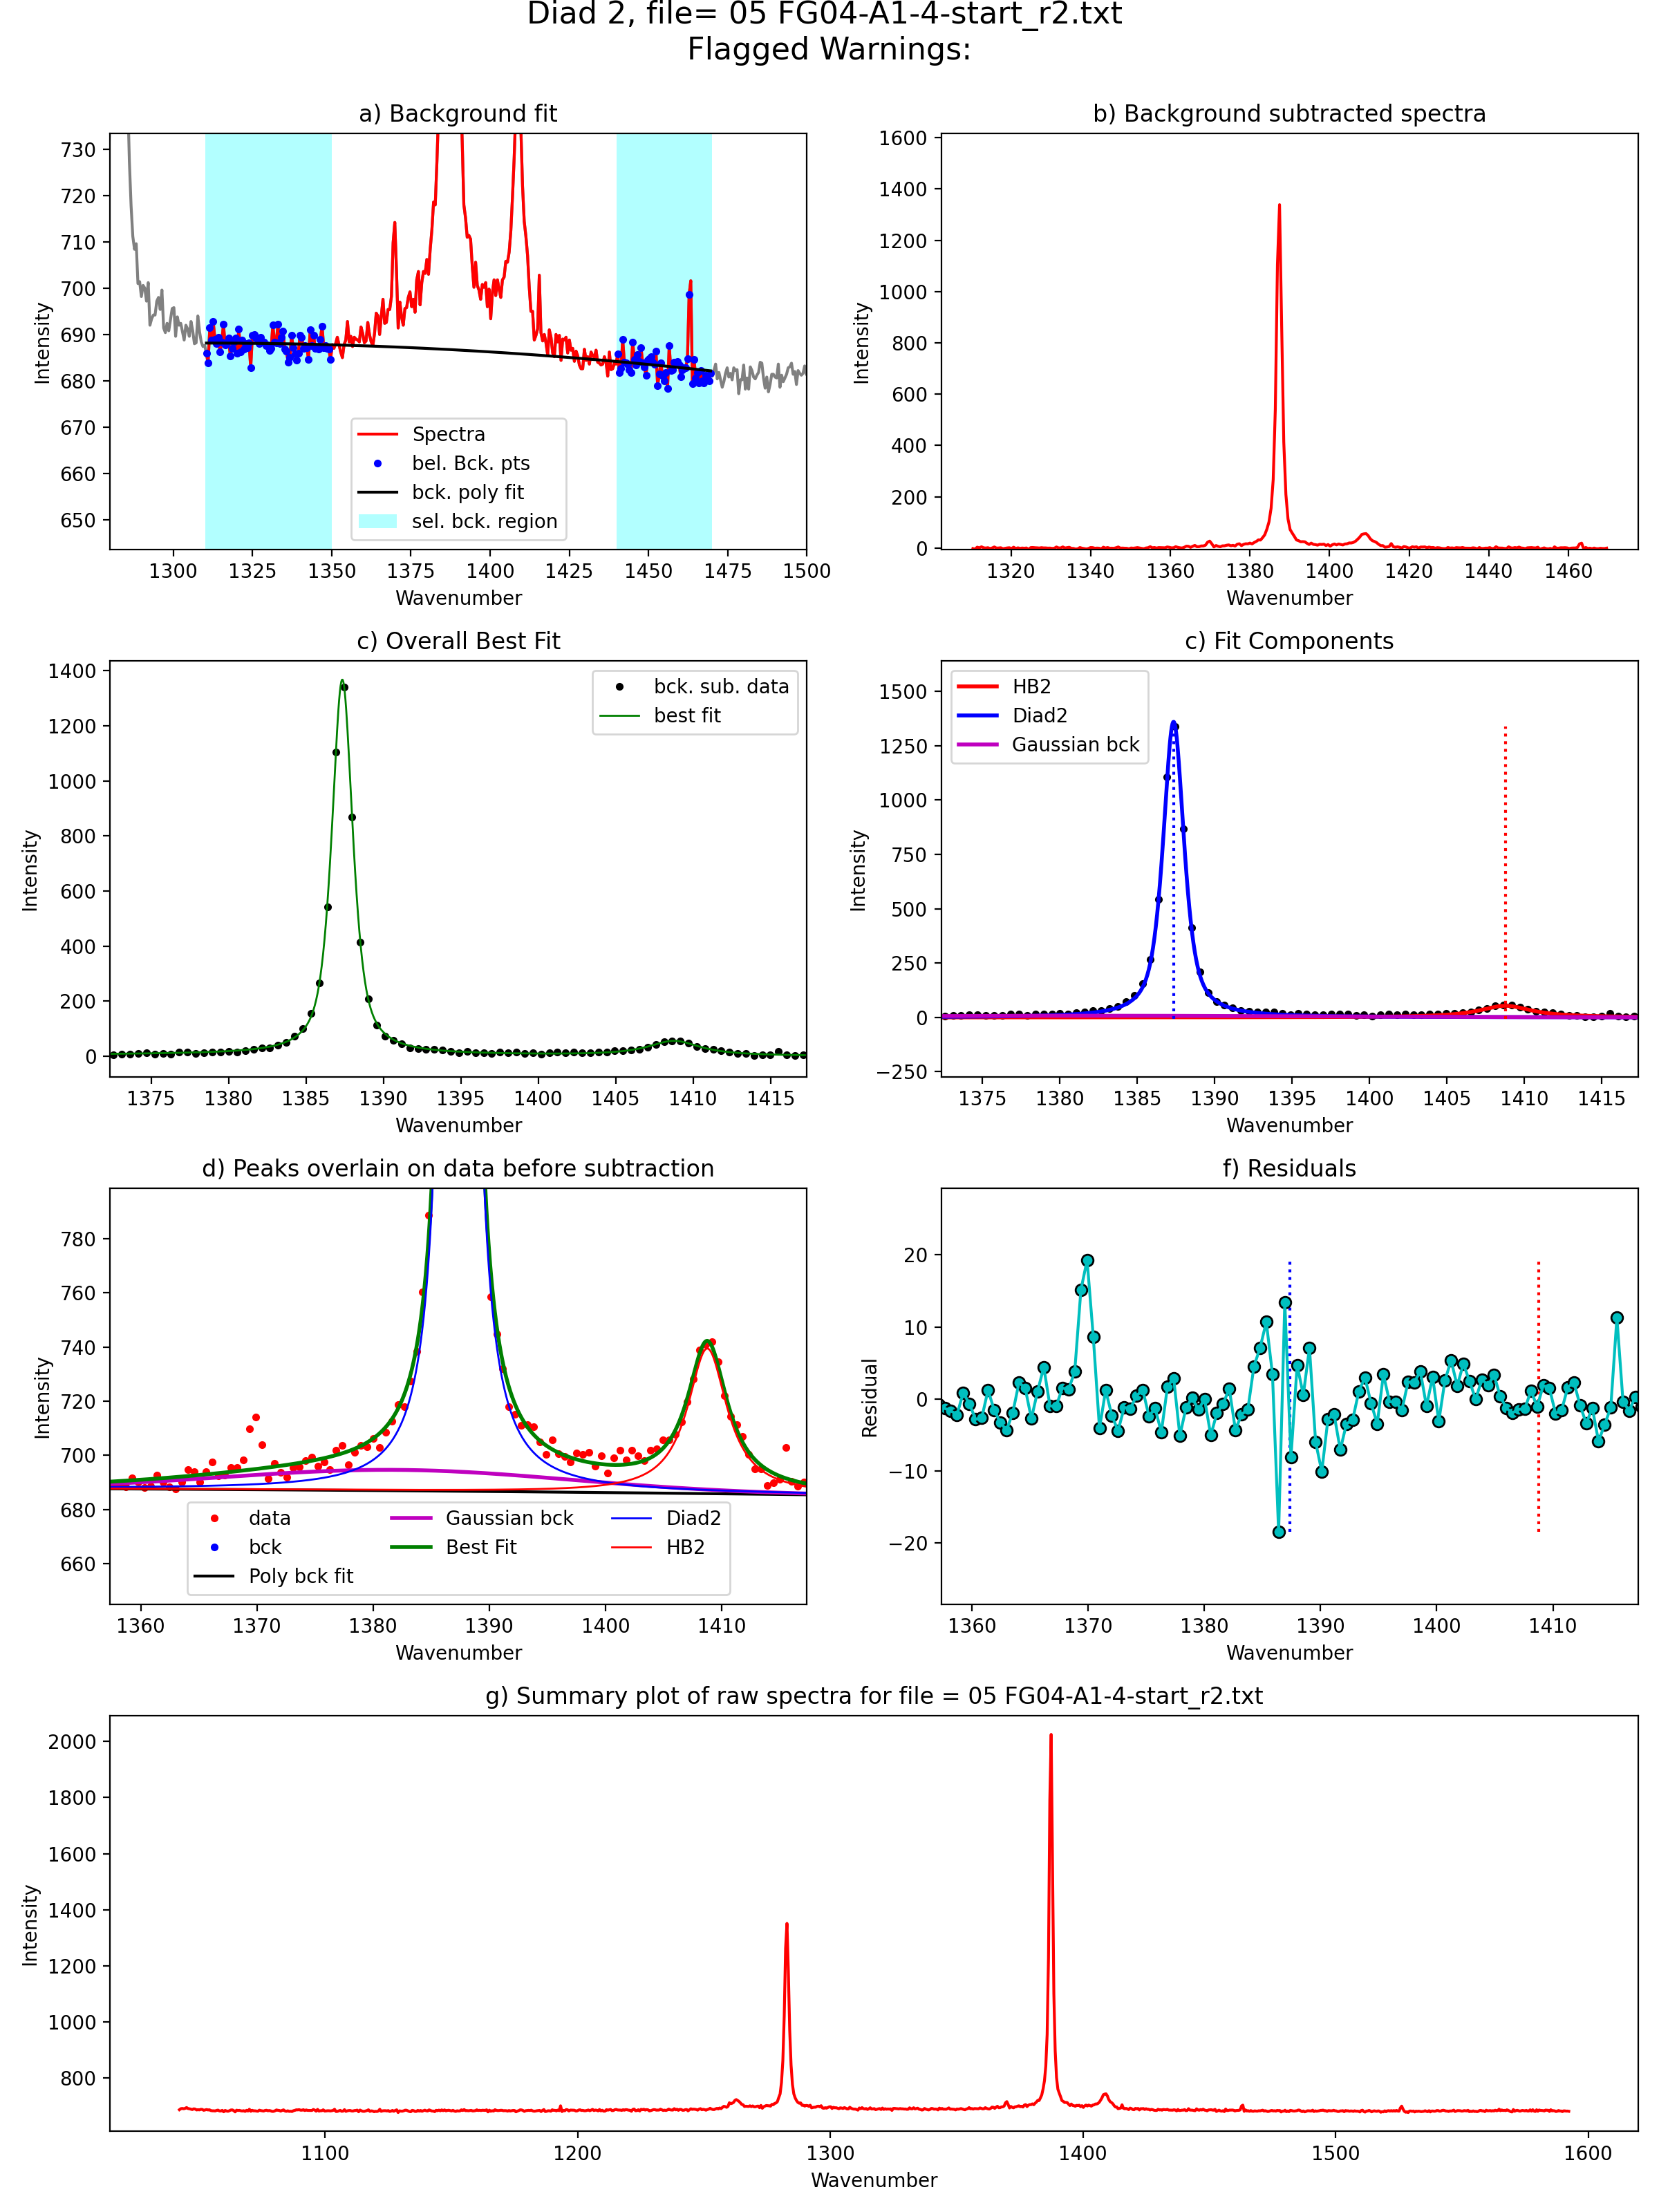 Diad 2, file= 05 FG04-A1-4-start_r2.txt
Flagged Warnings:
a) Background fit
730
720
710
700
690
680
670
660
650
Intensity
Spectra
bel. Bck. pts
bck. poly fit
sel. bck. region
1300 1325 1350 1375 1400 1425 1450 1475 1500
Wavenumber
b) Background subtracted spectra
1600
1400
1200
1000
800
600
400
200
0
Intensity
1320 1340 1360 1380 1400 1420 1440 1460
Wavenumber
c) Overall Best Fit
1400
1200
1000
800
600
400
200
0
Intensity
bck. sub. data
best fit
1375 1380 1385 1390 1395 1400 1405 1410 1415
Wavenumber
c) Fit Components
1500
1250
1000
750
500
250
0
−250
Intensity
HB2
Diad2
Gaussian bck
1375 1380 1385 1390 1395 1400 1405 1410 1415
Wavenumber
d) Peaks overlain on data before subtraction
780
760
740
720
700
680
660
Intensity
data Gaussian bck Diad2
bck Best Fit HB2
Poly bck fit
1360 1370 1380 1390 1400 1410
Wavenumber
f) Residuals
20
10
0
−10
−20
Residual
1360 1370 1380 1390 1400 1410
Wavenumber
g) Summary plot of raw spectra for file = 05 FG04-A1-4-start_r2.txt
2000
1800
1600
1400
1200
1000
800
Intensity
1100 1200 1300 1400 1500 1600
Wavenumber